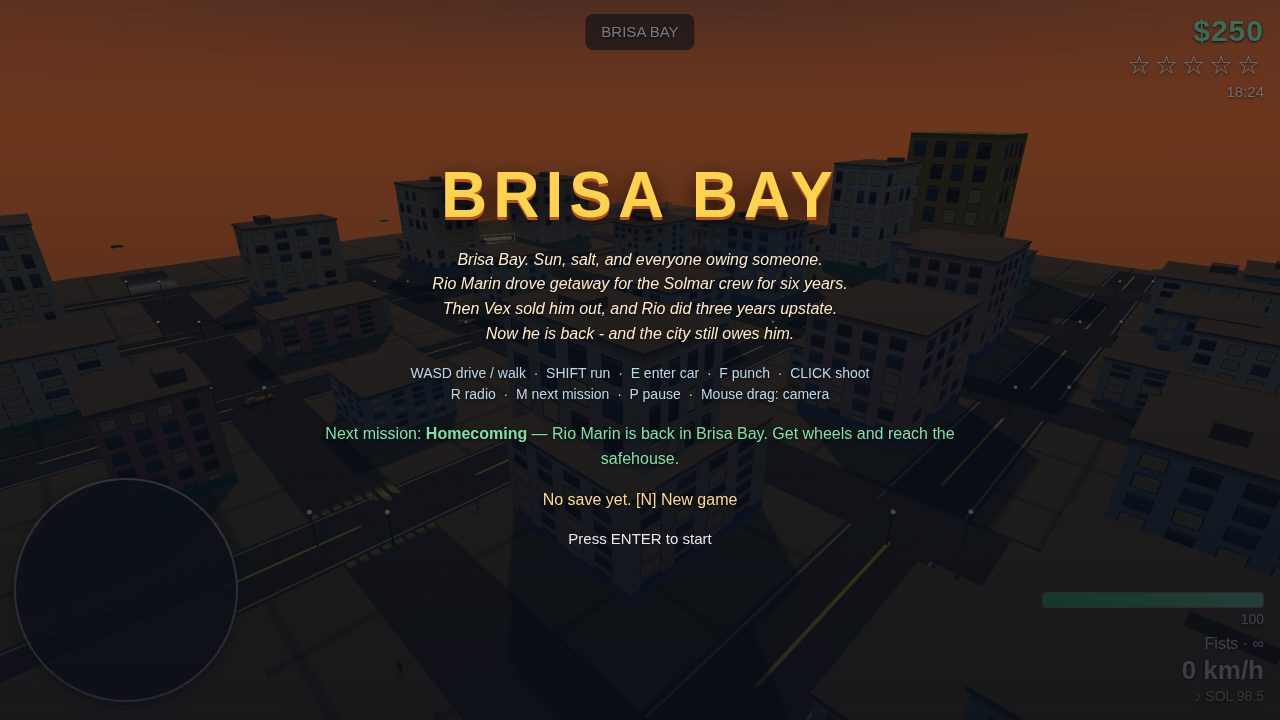 BRISA BAY
$250
☆☆☆☆☆
18:24
BRISA BAY
Brisa Bay. Sun, salt, and everyone owing someone.
Rio Marin drove getaway for the Solmar crew for six years.
Then Vex sold him out, and Rio did three years upstate.
Now he is back - and the city still owes him.
WASD drive / walk · SHIFT run · E enter car · F punch · CLICK shoot
R radio · M next mission · P pause · Mouse drag: camera
Next mission: Homecoming — Rio Marin is back in Brisa Bay. Get wheels and reach the
safehouse.
No save yet. [N] New game
Press ENTER to start
100
Fists · ∞
0 km/h
♪ SOL 98.5